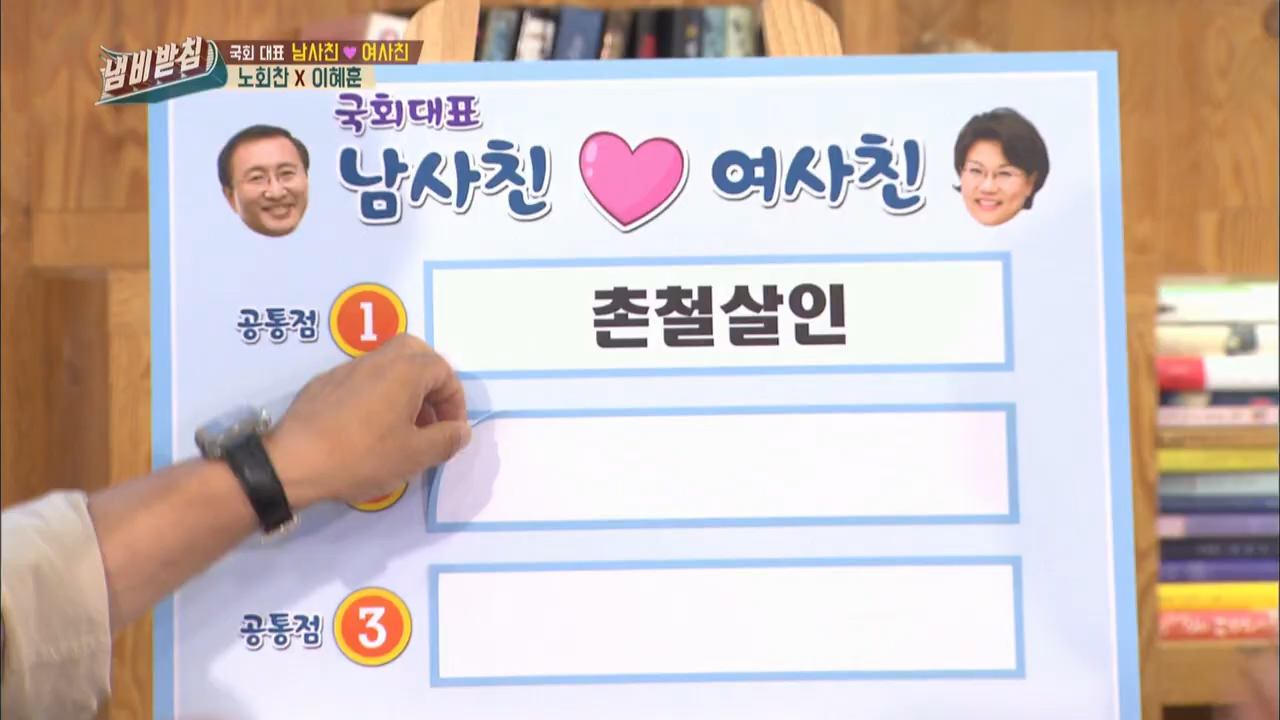 냄비받침
국회 대표 남사친 ♥ 여사친
노회찬 X 이혜훈
국회대표
남사친 ♥ 여사친
공통점 1 촌철살인
공통점 3